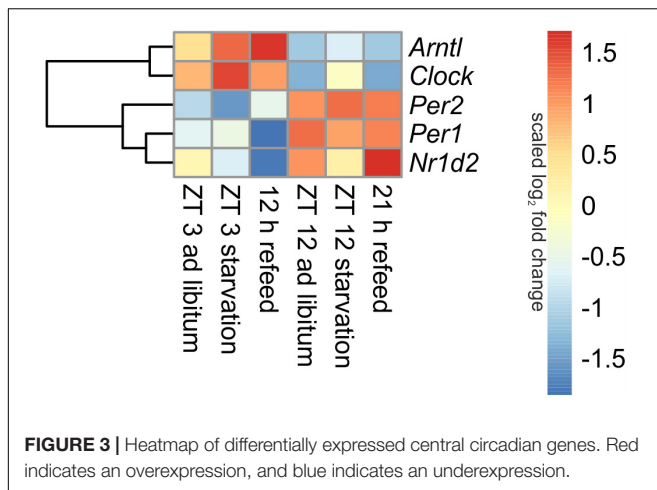 Arntl
Clock
Per2
Per1
Nr1d2
ZT 3 ad libitum
ZT 3 starvation
12 h refeed
ZT 12 ad libitum
ZT 12 starvation
21 h refeed
1.5
1
0.5
0
-0.5
-1
-1.5
scaled log₂ fold change
FIGURE 3 | Heatmap of differentially expressed central circadian genes. Red
indicates an overexpression, and blue indicates an underexpression.